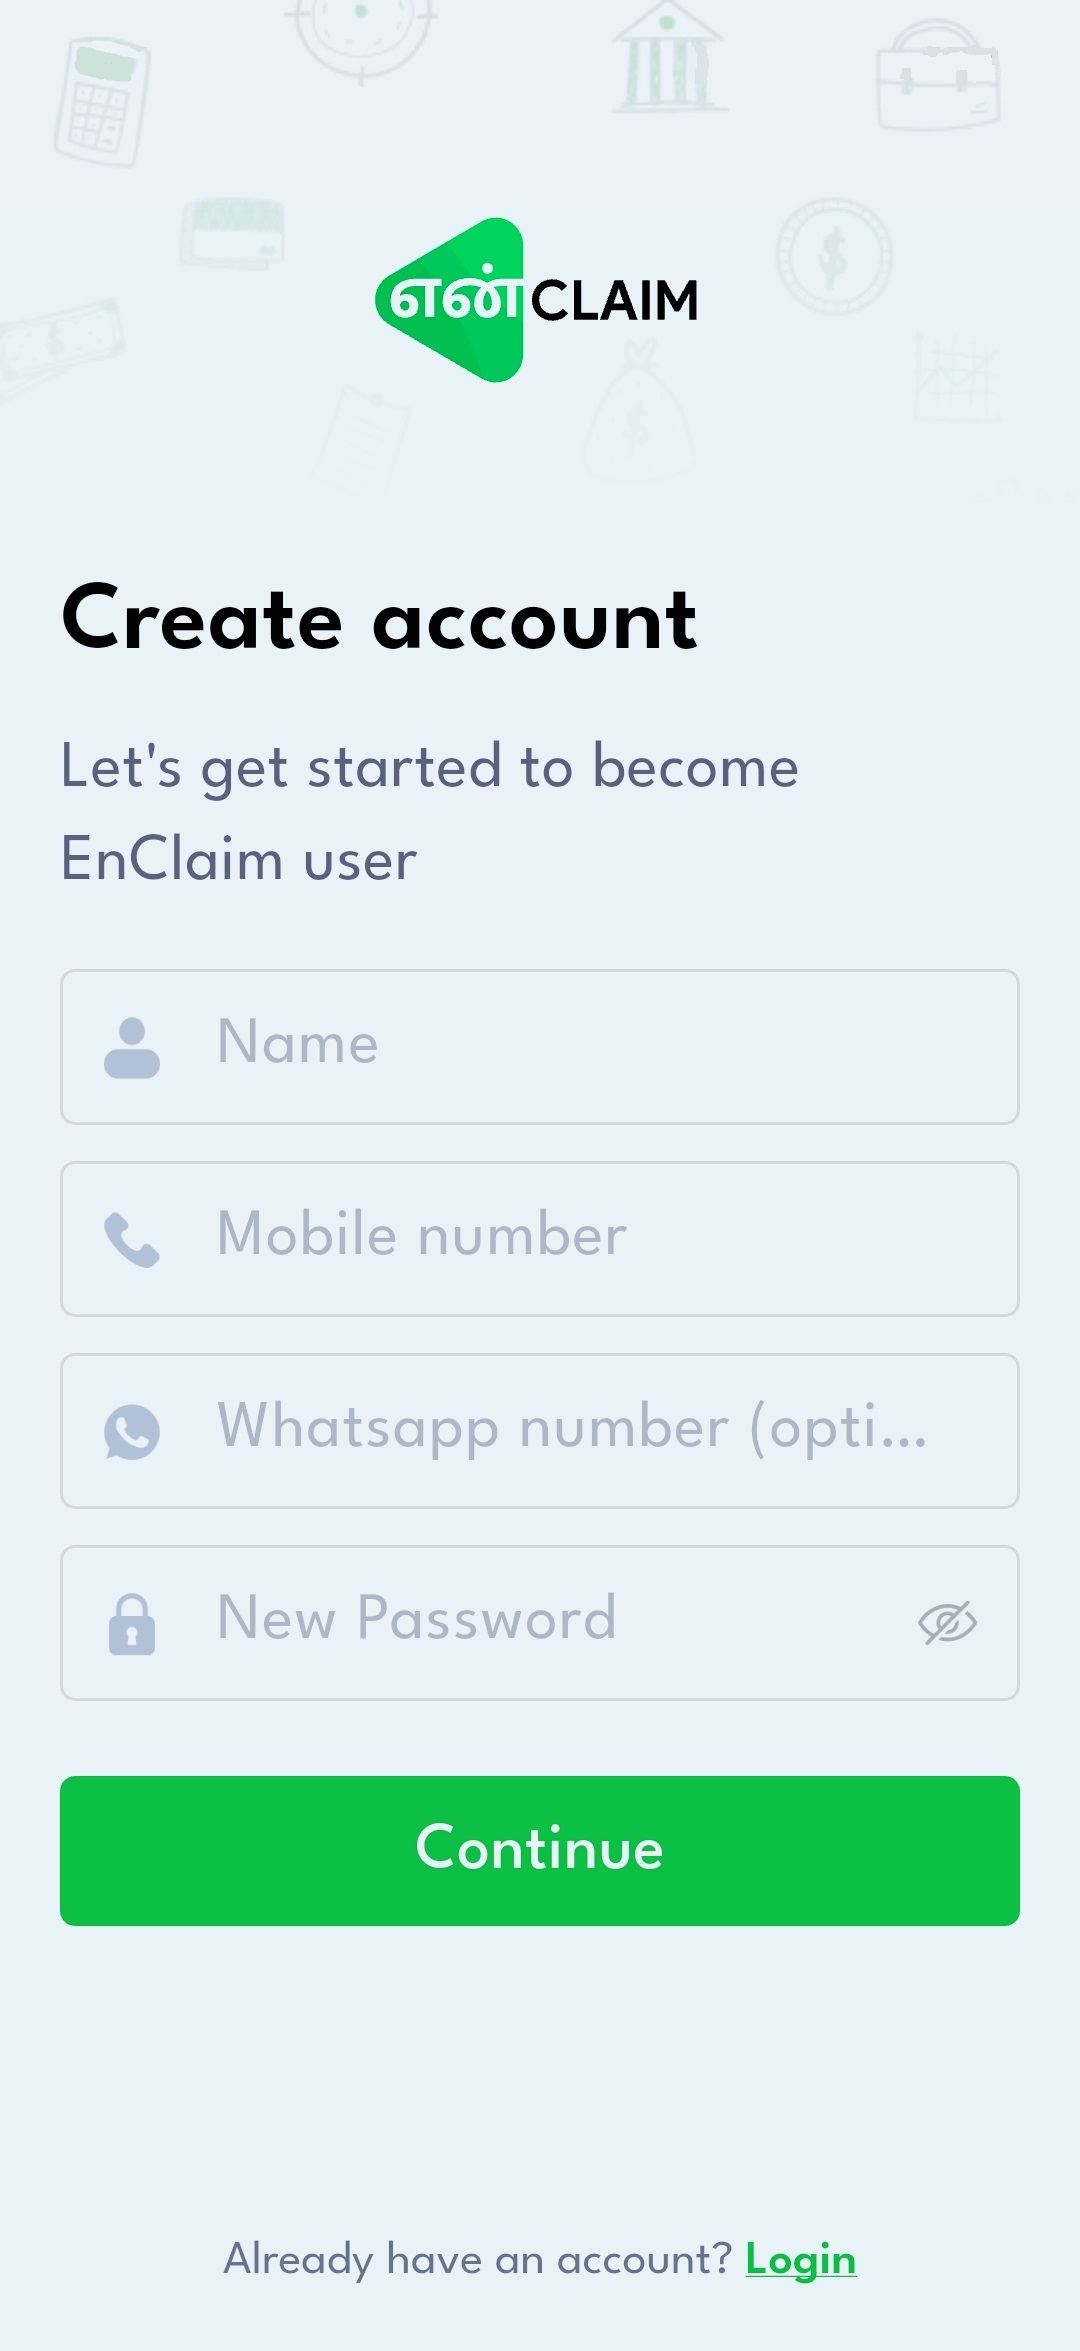 என் CLAIM
Create account
Let's get started to become
EnClaim user
Name
Mobile number
Whatsapp number (opti...
New Password
Continue
Already have an account? Login